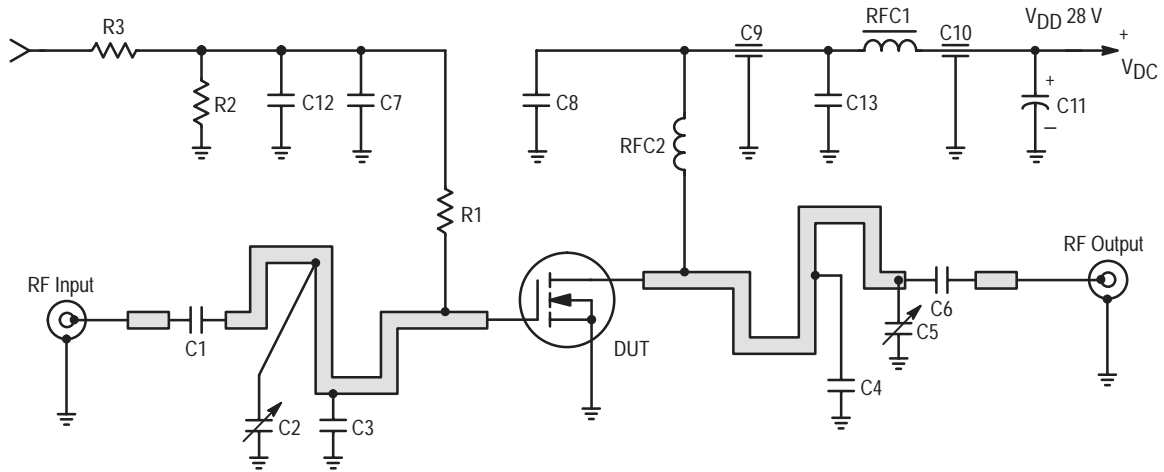 R3
R2
C12
C7
R1
C8
RFC2
C9
C13
RFC1
C10
VDD 28 V
+
VDC
+
C11
–
RF Input
C1
C2
C3
DUT
C4
C5
C6
RF Output